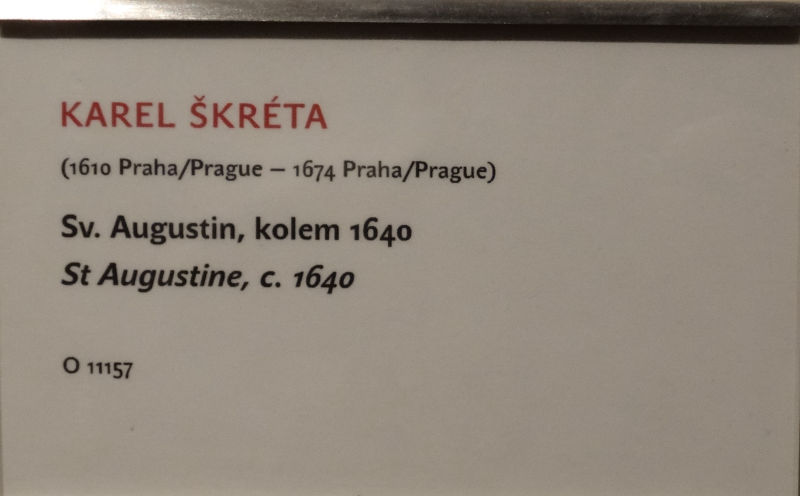 KAREL ŠKRÉTA
(1610 Praha/Prague – 1674 Praha/Prague)
Sv. Augustin, kolem 1640
St Augustine, c. 1640
O 11157